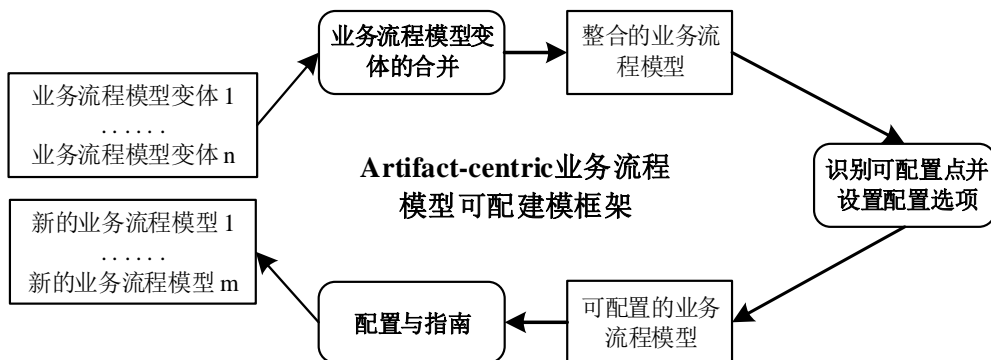 业务流程模型变体 1
......
业务流程模型变体 n
业务流程模型变
体的合并
整合的业务流
程模型
识别可配置点并
设置配置选项
Artifact-centric业务流程
模型可配建模框架
可配置的业务
流程模型
配置与指南
新的业务流程模型 1
......
新的业务流程模型 m